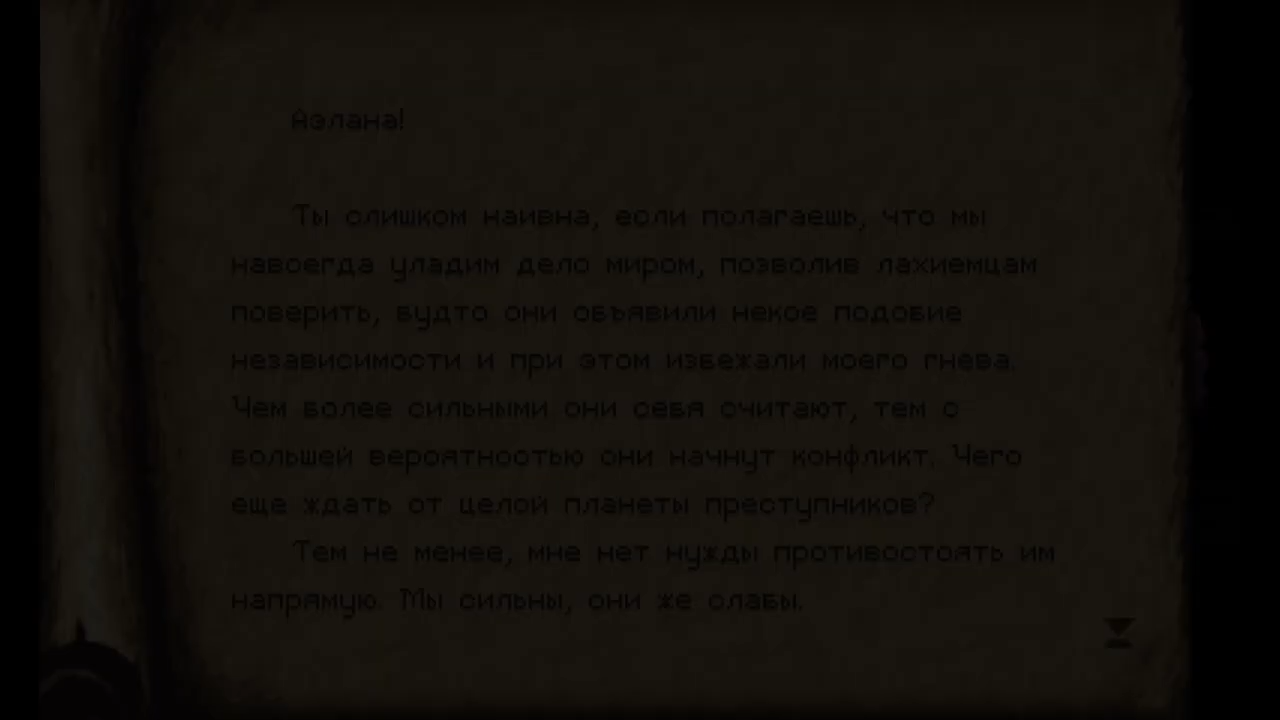 Аэлана!
Ты слишком наивна, если полагаешь, что мы
навсегда уладим дело миром, позволив лахиемцам
поверить, будто они объявили некое подобие
независимости и при этом избежали моего гнева.
Чем более сильными они себя считают, тем с
большей вероятностью они начнут конфликт. Чего
еще ждать от целой планеты преступников?
Тем не менее, мне нет нужды противостоять им
напрямую. Мы сильны, они же слабы.